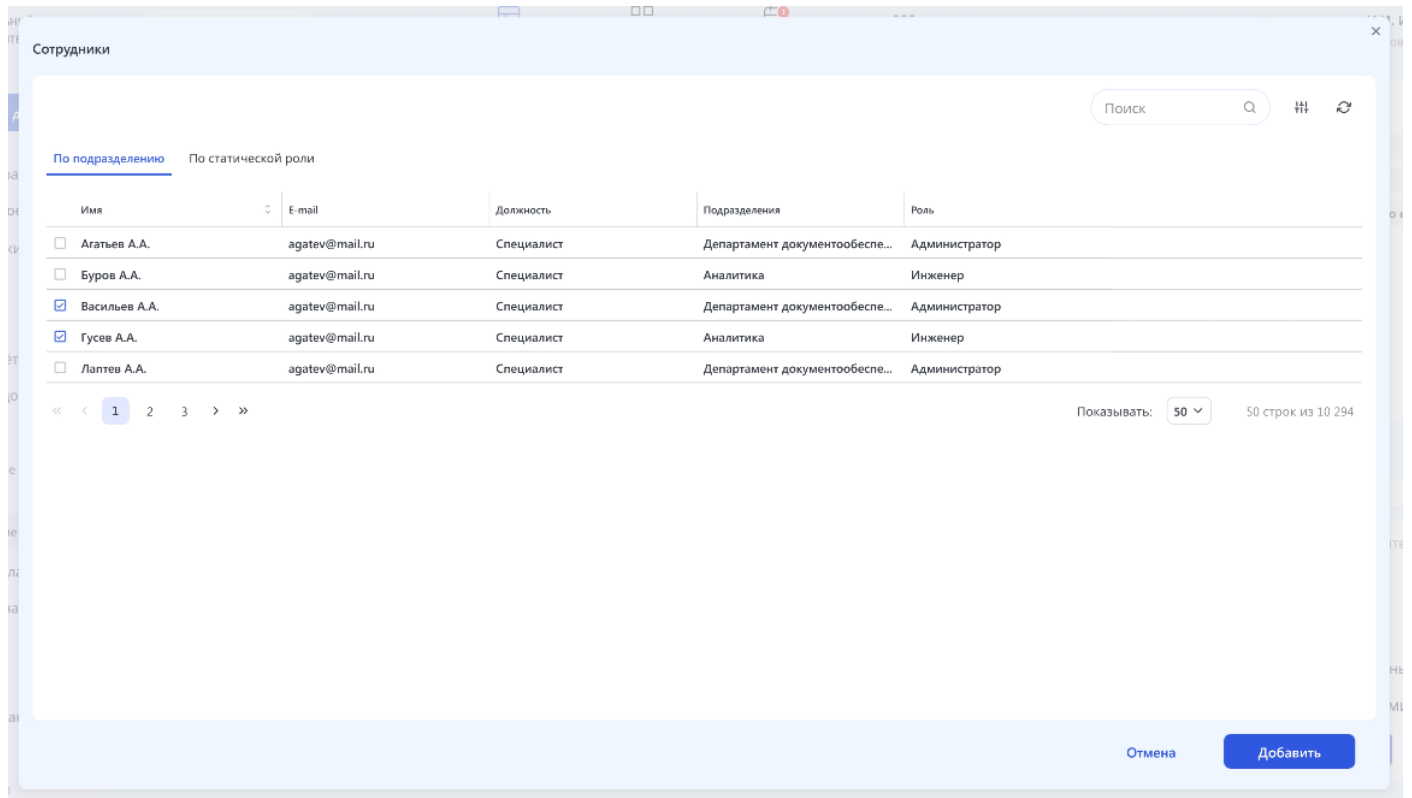 Сотрудники
Поиск
По подразделению По статической роли
Имя E-mail Должность Подразделения Роль
Агатьев А.А. agatev@mail.ru Специалист Департамент документообеспе... Администратор
Буров А.А. agatev@mail.ru Специалист Аналитика Инженер
Васильев А.А. agatev@mail.ru Специалист Департамент документообеспе... Администратор
Гусев А.А. agatev@mail.ru Специалист Аналитика Инженер
Лаптев А.А. agatev@mail.ru Специалист Департамент документообеспе... Администратор
« < 1 2 3 > » Показывать: 50 50 строк из 10 294
Отмена Добавить